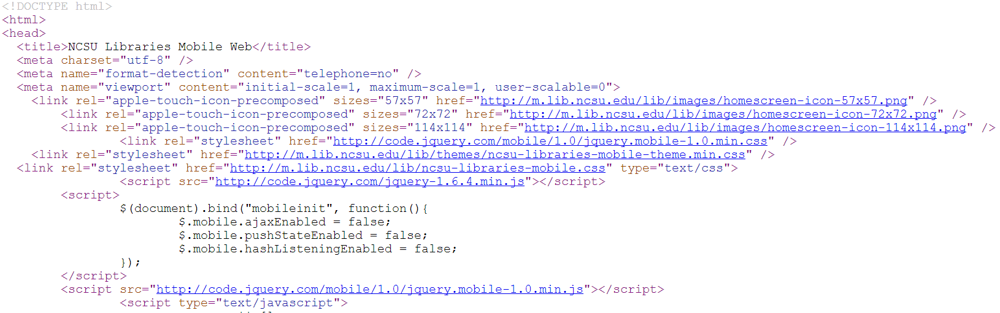 <!DOCTYPE html>
<html>
<head>
<title>NCSU Libraries Mobile Web</title>
<meta charset="utf-8" />
<meta name="format-detection" content="telephone=no" />
<meta name="viewport" content="initial-scale=1, maximum-scale=1, user-scalable=0">
<link rel="apple-touch-icon-precomposed" sizes="57x57" href="http://m.lib.ncsu.edu/lib/images/homescreen-icon-57x57.png" />
<link rel="apple-touch-icon-precomposed" sizes="72x72" href="http://m.lib.ncsu.edu/lib/images/homescreen-icon-72x72.png" />
<link rel="apple-touch-icon-precomposed" sizes="114x114" href="http://m.lib.ncsu.edu/lib/images/homescreen-icon-114x114.png" />
<link rel="stylesheet" href="http://code.jquery.com/mobile/1.0/jquery.mobile-1.0.min.css" />
<link rel="stylesheet" href="http://m.lib.ncsu.edu/lib/themes/ncsu-libraries-mobile-theme.min.css" />
<link rel="stylesheet" href="http://m.lib.ncsu.edu/lib/ncsu-libraries-mobile.css" type="text/css">
<script src="http://code.jquery.com/jquery-1.6.4.min.js"></script>
<script>
$(document).bind("mobileinit", function(){
$.mobile.ajaxEnabled = false;
$.mobile.pushStateEnabled = false;
$.mobile.hashListeningEnabled = false;
});
</script>
<script src="http://code.jquery.com/mobile/1.0/jquery.mobile-1.0.min.js"></script>
<script type="text/javascript">